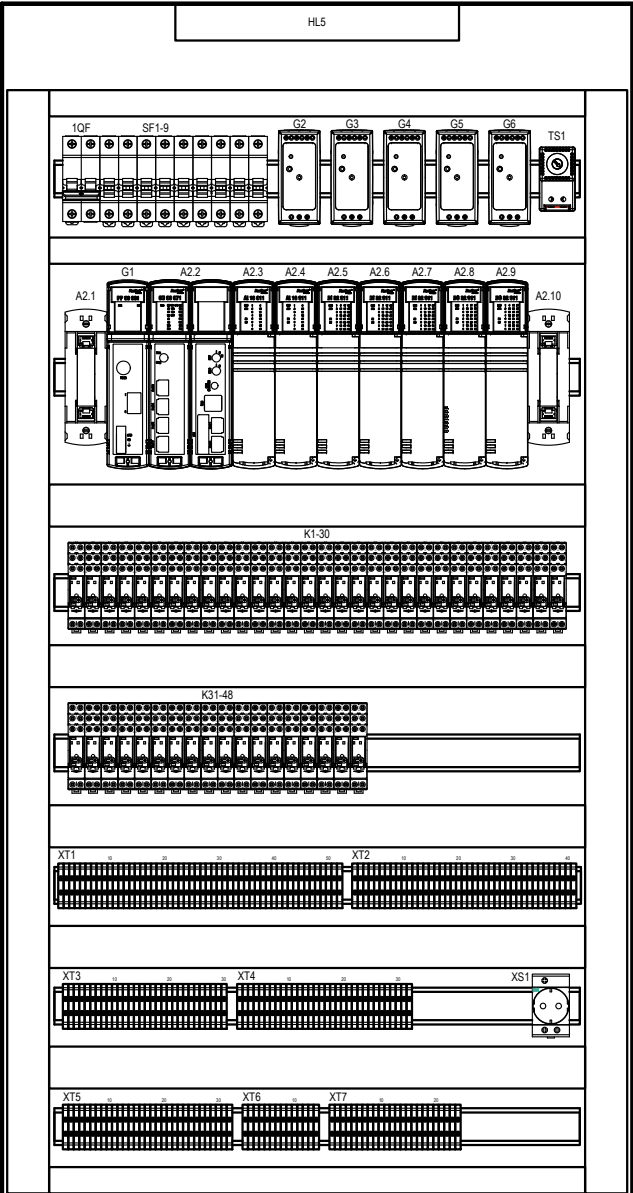 HL5
1QF SF1-9 G2 G3 G4 G5 G6 TS1
A2.1 G1 A2.2 A2.3 A2.4 A2.5 A2.6 A2.7 A2.8 A2.9 A2.10
K1-30
K31-48
XT1 10 20 30 40 50 XT2 10 20 30 40
XT3 10 20 30 XT4 10 20 30 XS1
XT5 10 20 30 XT6 10 XT7 10 20